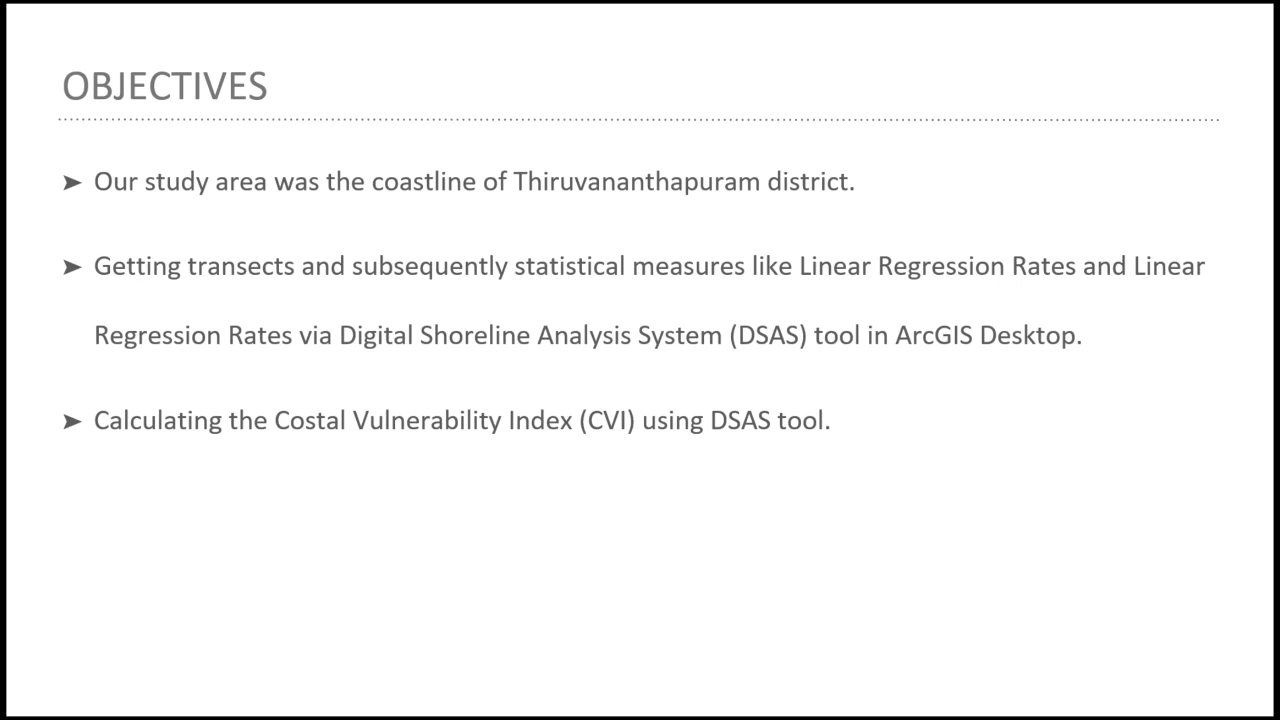 OBJECTIVES
➤ Our study area was the coastline of Thiruvananthapuram district.
➤ Getting transects and subsequently statistical measures like Linear Regression Rates and Linear
Regression Rates via Digital Shoreline Analysis System (DSAS) tool in ArcGIS Desktop.
➤ Calculating the Costal Vulnerability Index (CVI) using DSAS tool.